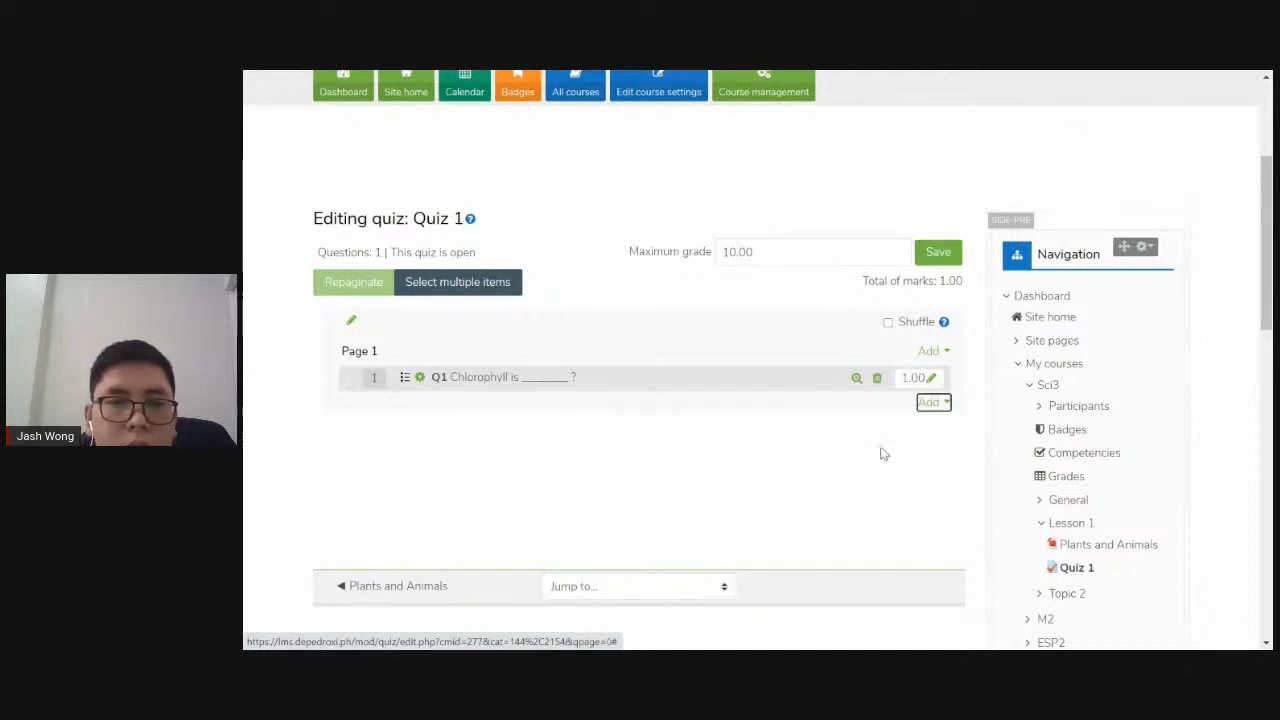 Dashboard
Site home
Calendar
Badges
All courses
Edit course settings
Course management
Editing quiz: Quiz 1
Questions: 1 | This quiz is open
Maximum grade
10.00
Save
Repaginate
Select multiple items
Total of marks: 1.00
Shuffle
Page 1
Add
1
Q1 Chlorophyll is ________ ?
1.00
Add
Plants and Animals
Jump to...
https://lms.depedroxi.ph/mod/quiz/edit.php?cmid=277&cat=144%2C2154&qpage=0#
SIDE-PRE
Navigation
Dashboard
Site home
Site pages
My courses
Sci3
Participants
Badges
Competencies
Grades
General
Lesson 1
Plants and Animals
Quiz 1
Topic 2
M2
ESP2
Jash Wong